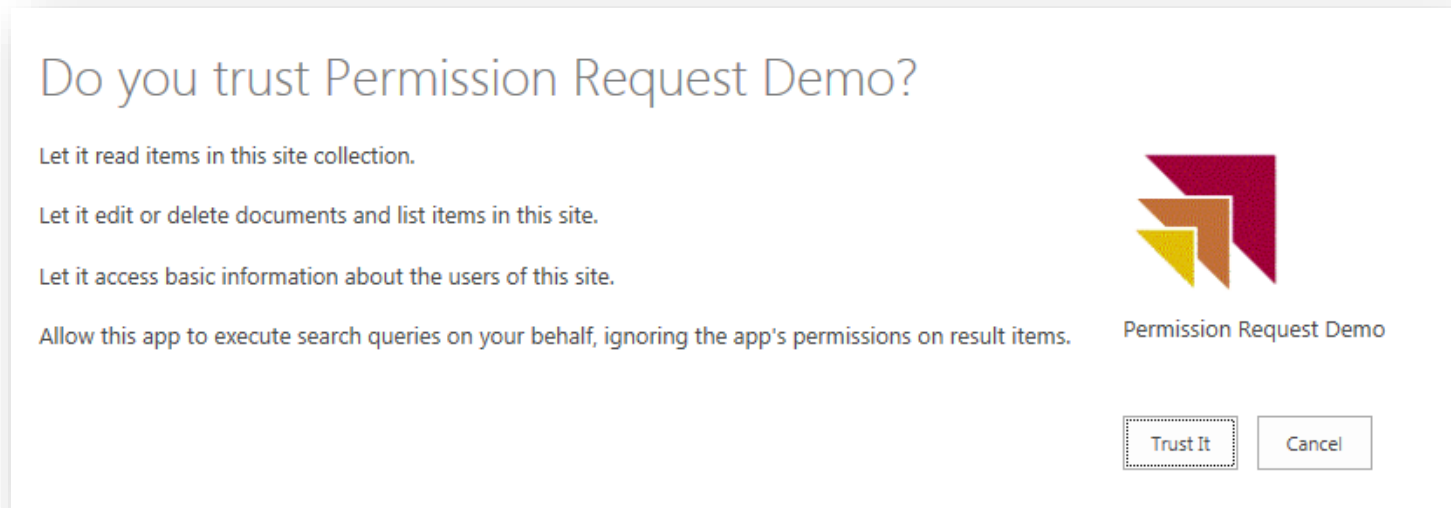 Do you trust Permission Request Demo?
Let it read items in this site collection.
Let it edit or delete documents and list items in this site.
Let it access basic information about the users of this site.
Allow this app to execute search queries on your behalf, ignoring the app's permissions on result items.
Permission Request Demo
Trust It
Cancel